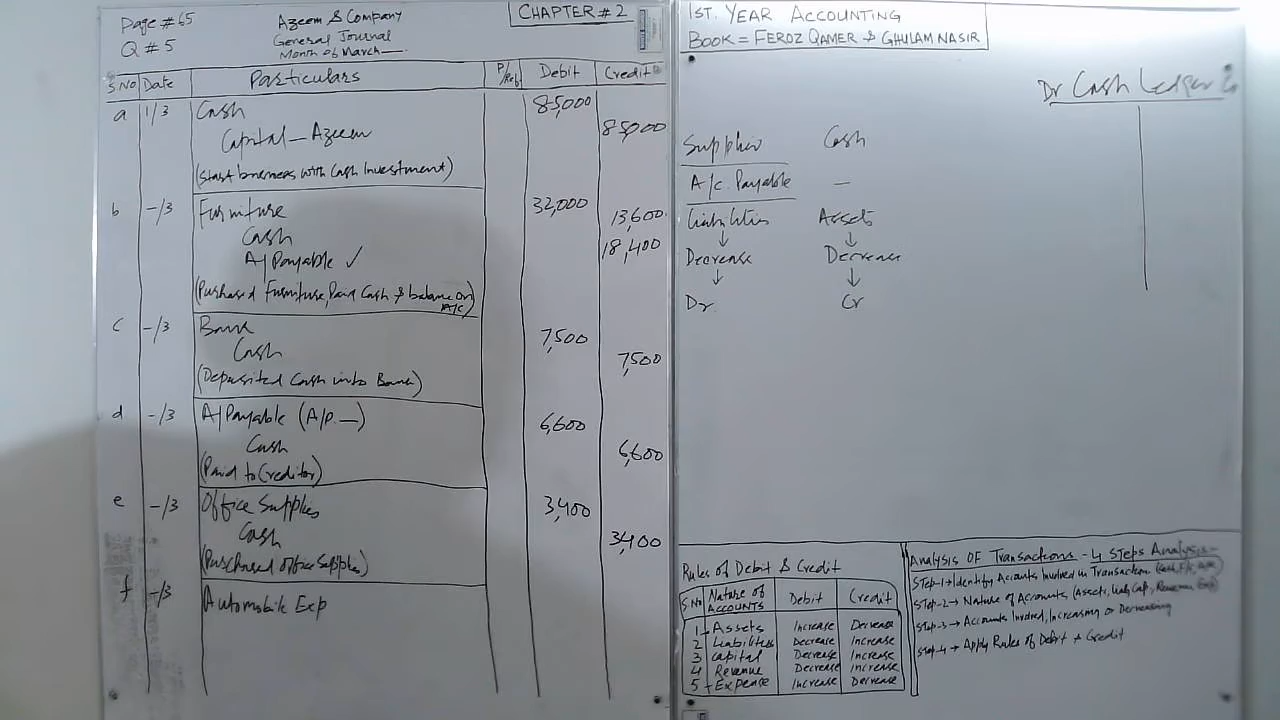 Page #65
Q #5
Azeem & Company
General Journal
Month of March
CHAPTER #2
S No Date Particulars P/Ref Debit Credit
a 1/3 Cash 85,000
Capital - Azeem 85,000
(Start business with Cash Investment)
b -/3 Furniture 32,000
Cash 13,600
A/Payable ✓ 18,400
(Purchased Furniture, Paid Cash & balance on A/C)
c -/3 Bank 7,500
Cash 7,500
(Deposited Cash into Bank)
d -/3 A/Payable (A/P. —) 6,600
Cash 6,600
(Paid to Creditor)
e -/3 Office Supplies 3,400
Cash 3,400
(Purchased Office Supplies)
f -/3 Automobile Exp
1ST. YEAR ACCOUNTING
BOOK = FEROZ QAMER & GHULAM NASIR
Dr Cash Ledger
Supplier Cash
A/c. Payable —
Liabilities Assets
↓ ↓
Decrease Decrease
↓ ↓
Dr. Cr
Rules of Debit & Credit
S.No Nature of ACCOUNTS Debit Credit
1 - Assets Increase Decrease
2 Liabilities Decrease Increase
3 Capital Decrease Increase
4 Revenue Decrease Increase
5 - Expence Increase Decrease
Analysis OF Transactions - 4 Steps Analysis -
STEP-1 → Identify Accounts Involved in Transaction
STEP-2 → Nature of Accounts (Assets, Liab, Cap, Revenue, Exp)
STEP-3 → Accounts Involved, Increasing or Decreasing
STEP-4 → Apply Rules of Debit & Credit